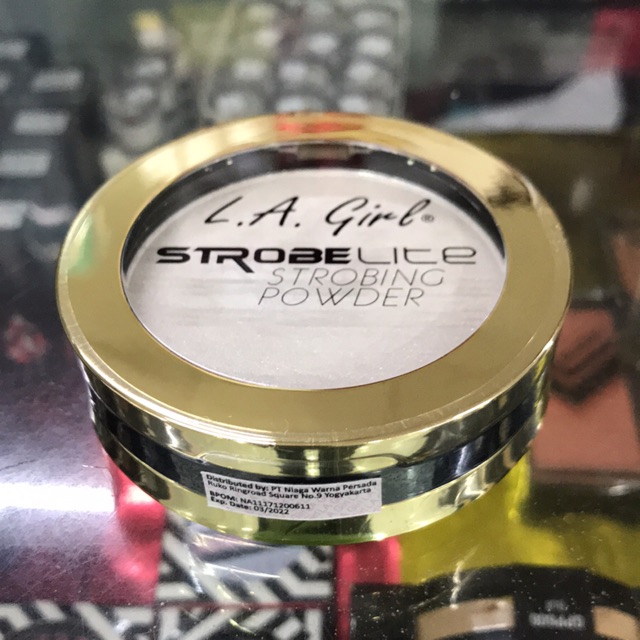 L.A. Girl®
STROBELITE
STROBING
POWDER
Distributed by: PT Niaga Warna Persada
Ruko Ringroad Square No.9 Yogyakarta
BPOM: NA11171200611
Exp. Date: 03/2022